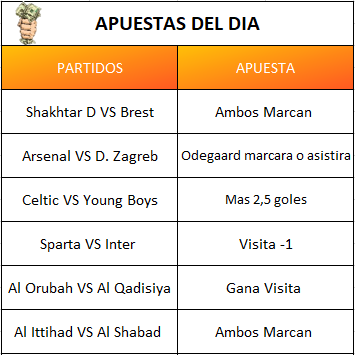 APUESTAS DEL DIA
PARTIDOS APUESTA
Shakhtar D VS Brest Ambos Marcan
Arsenal VS D. Zagreb Odegaard marcara o asistira
Celtic VS Young Boys Mas 2,5 goles
Sparta VS Inter Visita -1
Al Orubah VS Al Qadisiya Gana Visita
Al Ittihad VS Al Shabad Ambos Marcan